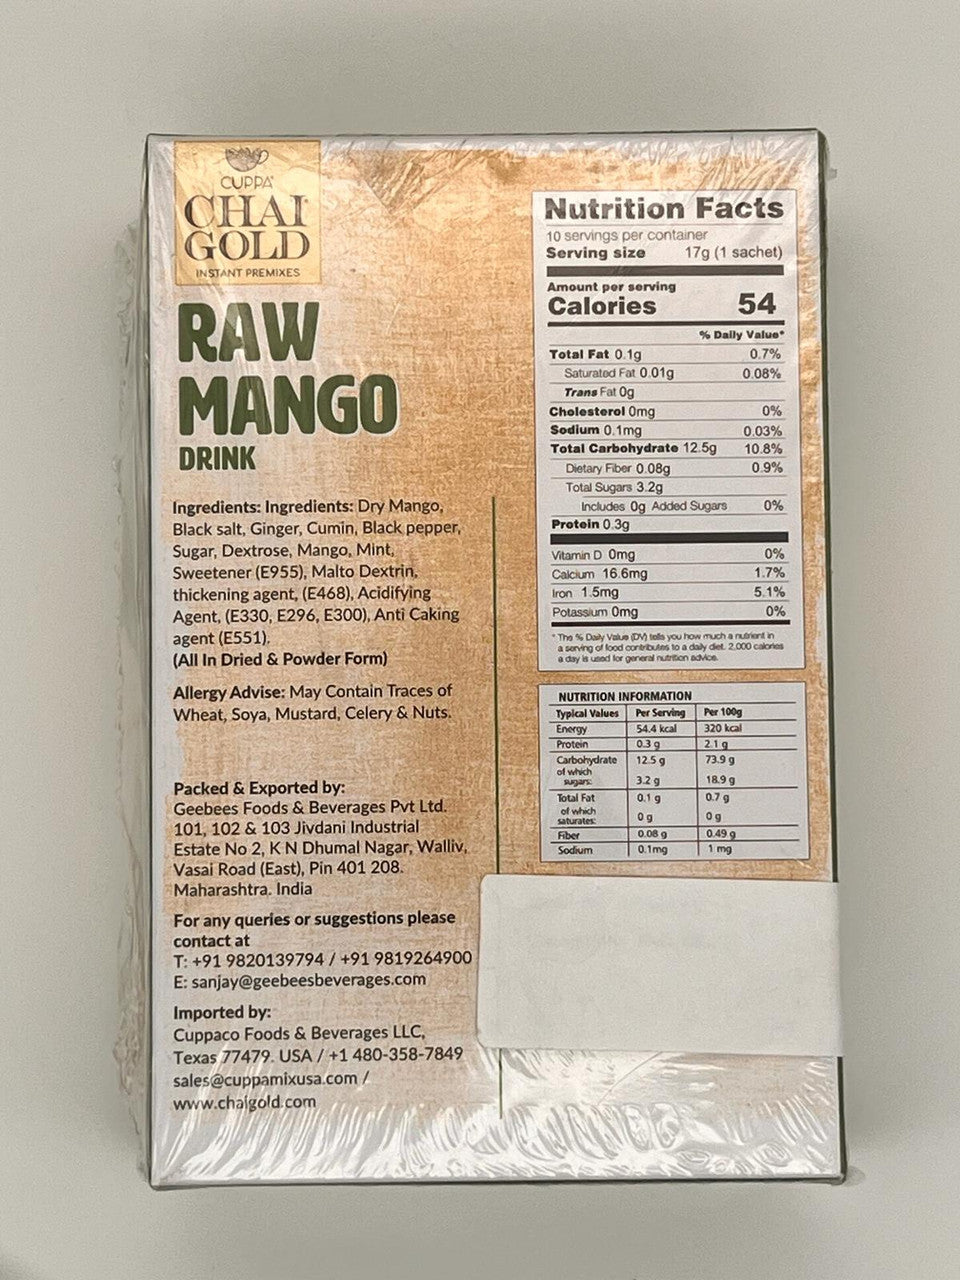 CUPPA
CHAI
GOLD
INSTANT PREMIXES
RAW
MANGO
DRINK
Ingredients: Ingredients: Dry Mango,
Black salt, Ginger, Cumin, Black pepper,
Sugar, Dextrose, Mango, Mint,
Sweetener (E955), Malto Dextrin,
thickening agent, (E468), Acidifying
Agent, (E330, E296, E300), Anti Caking
agent (E551).
(All In Dried & Powder Form)
Allergy Advise: May Contain Traces of
Wheat, Soya, Mustard, Celery & Nuts.
Packed & Exported by:
Geebees Foods & Beverages Pvt Ltd.
101, 102 & 103 Jivdani Industrial
Estate No 2, K N Dhumal Nagar, Walliv,
Vasai Road (East), Pin 401 208.
Maharashtra. India
For any queries or suggestions please
contact at
T: +91 9820139794 / +91 9819264900
E: sanjay@geebeesbeverages.com
Imported by:
Cuppaco Foods & Beverages LLC,
Texas 77479. USA / +1 480-358-7849
sales@cuppamixusa.com /
www.chaigold.com
Nutrition Facts
10 servings per container
Serving size 17g (1 sachet)
Amount per serving
Calories 54
% Daily Value*
Total Fat 0.1g 0.7%
Saturated Fat 0.01g 0.08%
Trans Fat 0g
Cholesterol 0mg 0%
Sodium 0.1mg 0.03%
Total Carbohydrate 12.5g 10.8%
Dietary Fiber 0.08g 0.9%
Total Sugars 3.2g
Includes 0g Added Sugars 0%
Protein 0.3g
Vitamin D 0mg 0%
Calcium 16.6mg 1.7%
Iron 1.5mg 5.1%
Potassium 0mg 0%
* The % Daily Value (DV) tells you how much a nutrient in
a serving of food contributes to a daily diet. 2,000 calories
a day is used for general nutrition advice.
NUTRITION INFORMATION
Typical Values Per Serving Per 100g
Energy 54.4 kcal 320 kcal
Protein 0.3 g 2.1 g
Carbohydrate 12.5 g 73.9 g
of which
sugars: 3.2 g 18.9 g
Total Fat 0.1 g 0.7 g
of which
saturates: 0 g 0 g
Fiber 0.08 g 0.49 g
Sodium 0.1mg 1 mg